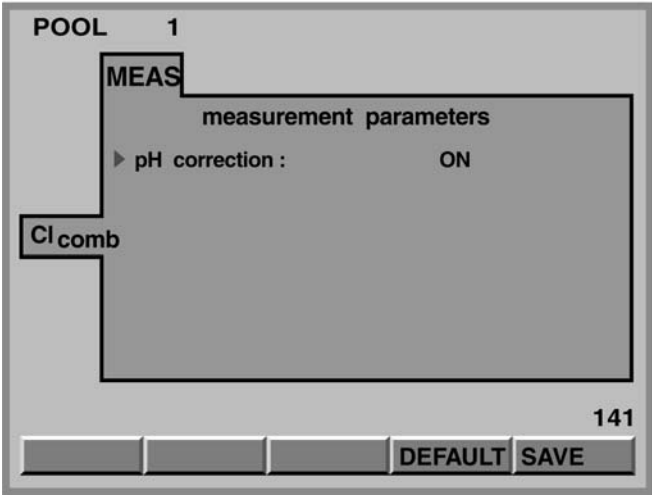 POOL 1
MEAS
measurement parameters
pH correction : ON
Cl comb
141
DEFAULT SAVE